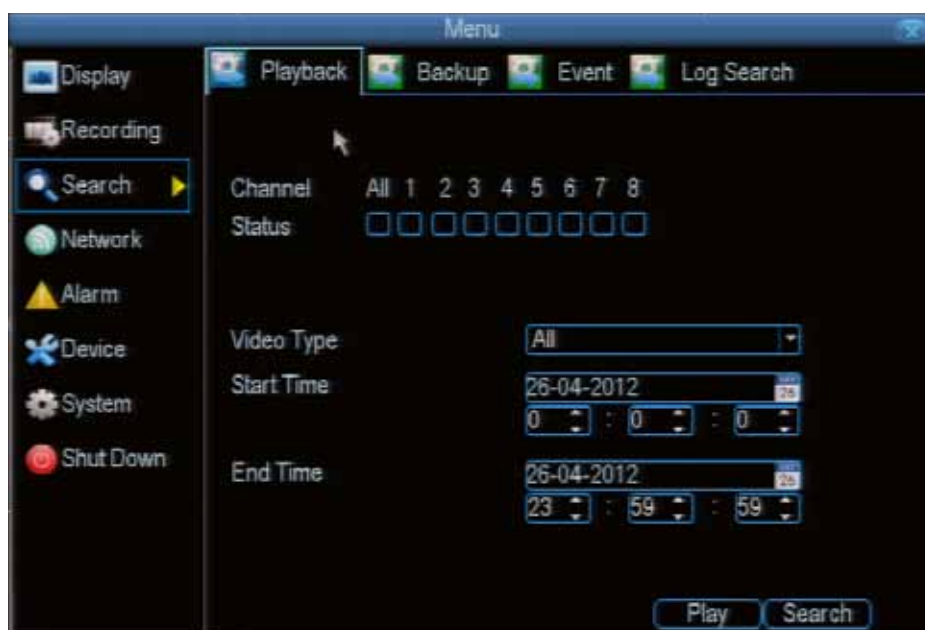 Menu
Display
Recording
Search
Network
Alarm
Device
System
Shut Down
Playback Backup Event Log Search
Channel All 1 2 3 4 5 6 7 8
Status
Video Type All
Start Time 26-04-2012
26
0 : 0 : 0
End Time 26-04-2012
26
23 : 59 : 59
Play Search